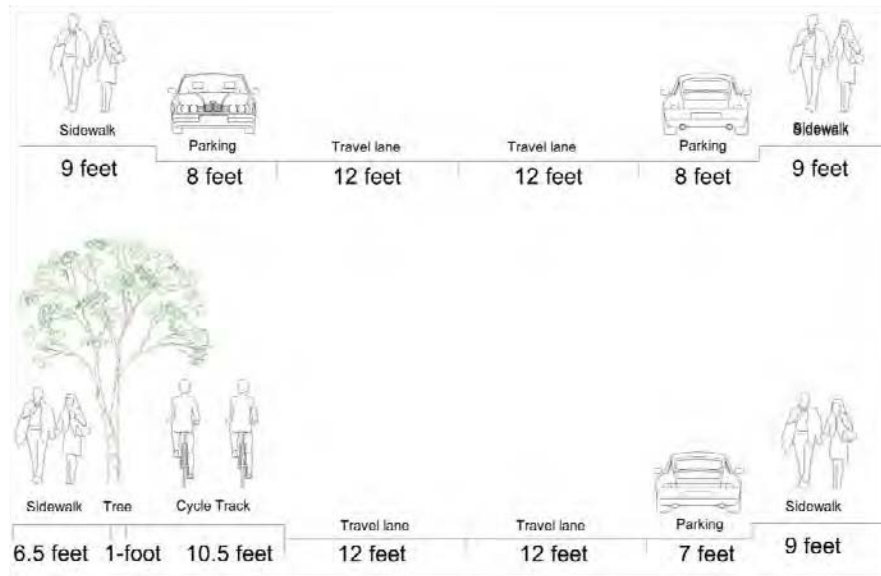 Sidewalk Parking Travel lane Travel lane Parking Sidewalk
9 feet 8 feet 12 feet 12 feet 8 feet 9 feet
Sidewalk Tree Cycle Track Travel lane Travel lane Parking Sidewalk
6.5 feet 1-foot 10.5 feet 12 feet 12 feet 7 feet 9 feet